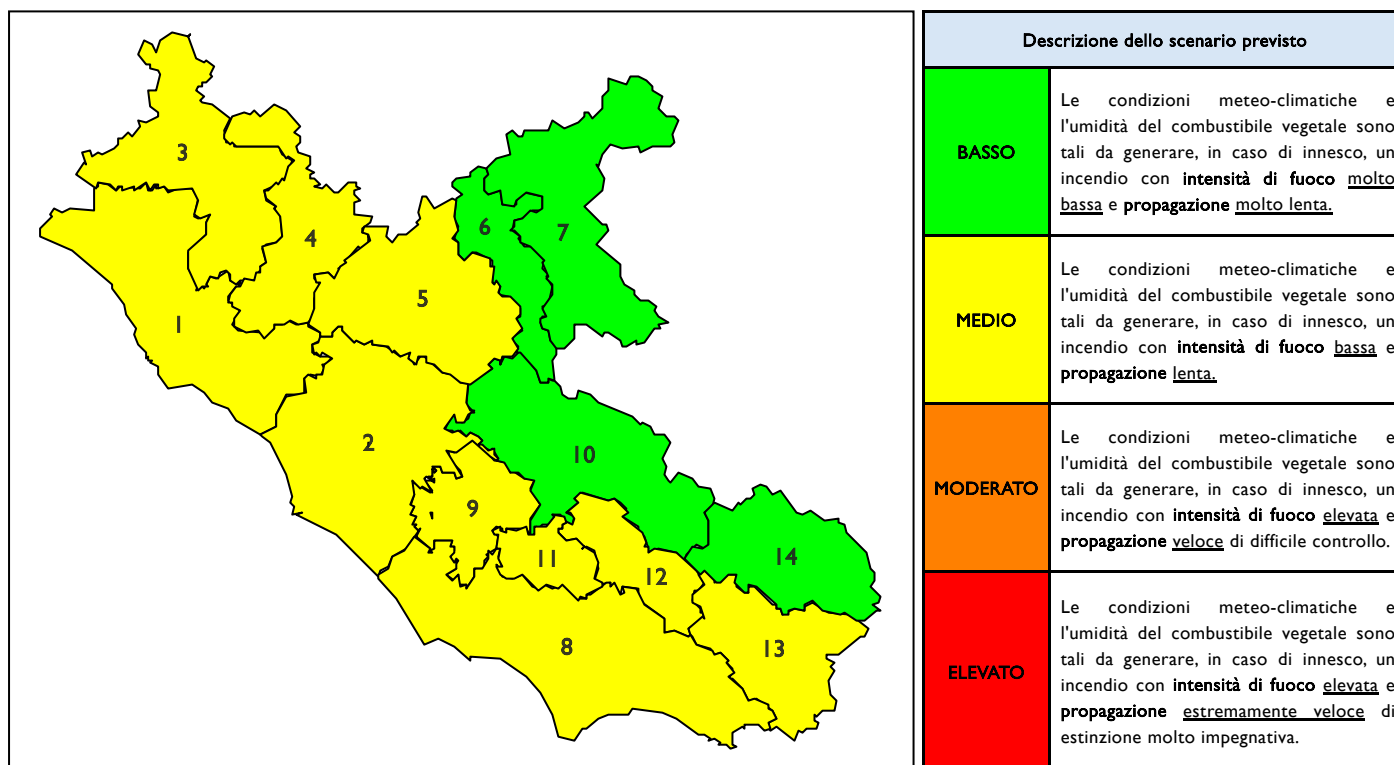 3
4
6
7
5
1
2
10
9
11
12
14
8
13
Descrizione dello scenario previsto
BASSO
Le condizioni meteo-climatiche e
l'umidità del combustibile vegetale sono
tali da generare, in caso di innesco, un
incendio con intensità di fuoco molto
bassa e propagazione molto lenta.
MEDIO
Le condizioni meteo-climatiche e
l'umidità del combustibile vegetale sono
tali da generare, in caso di innesco, un
incendio con intensità di fuoco bassa e
propagazione lenta.
MODERATO
Le condizioni meteo-climatiche e
l'umidità del combustibile vegetale sono
tali da generare, in caso di innesco, un
incendio con intensità di fuoco elevata e
propagazione veloce di difficile controllo.
ELEVATO
Le condizioni meteo-climatiche e
l'umidità del combustibile vegetale sono
tali da generare, in caso di innesco, un
incendio con intensità di fuoco elevata e
propagazione estremamente veloce di
estinzione molto impegnativa.